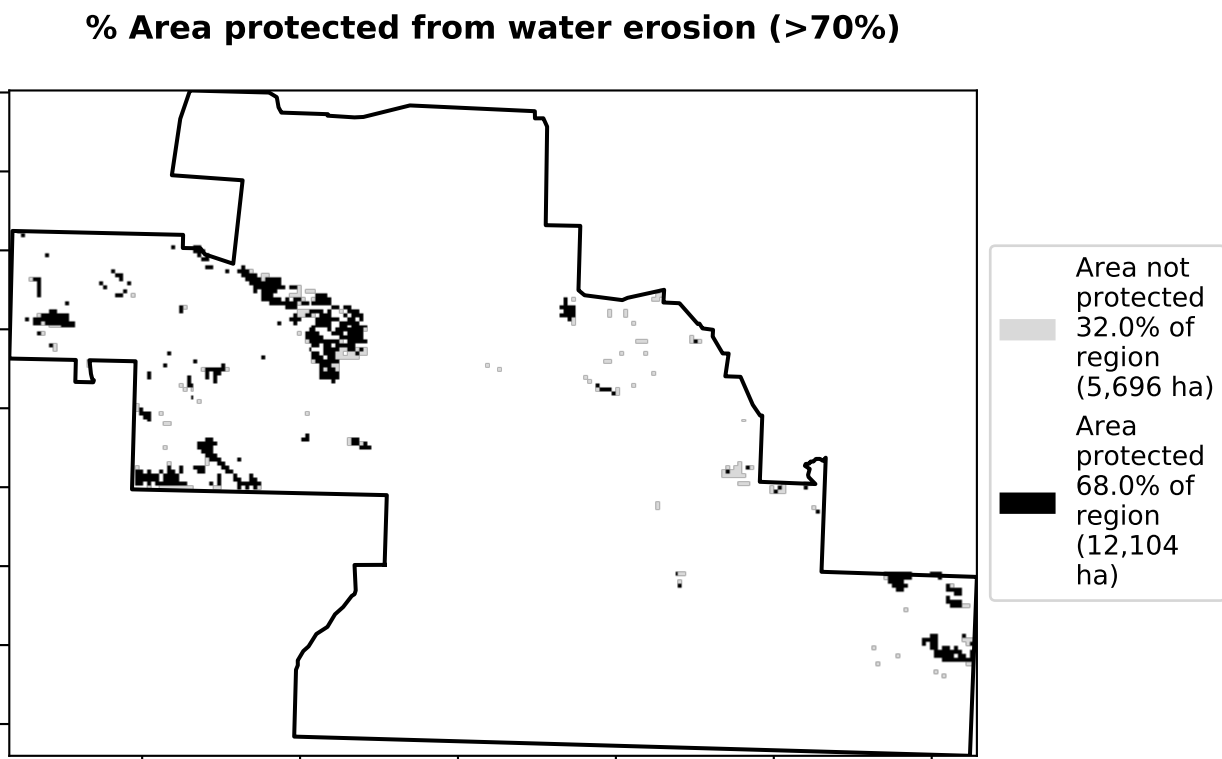 % Area protected from water erosion (>70%)
Area not
protected
32.0% of
region
(5,696 ha)
Area
protected
68.0% of
region
(12,104
ha)